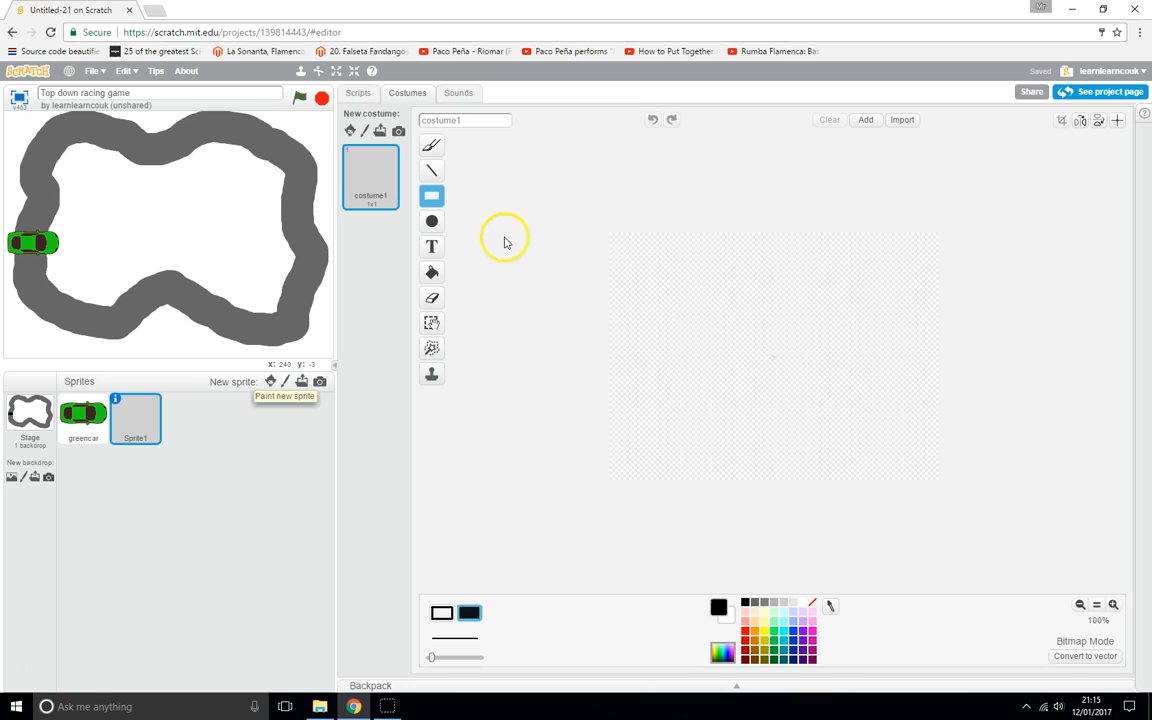 Untitled-21 on Scratch
Mr
Secure
https://scratch.mit.edu/projects/139814443/#editor
Source code beautifie
25 of the greatest Sc
La Sonanta, Flamenco
20. Falseta Fandangos
Paco Peña - Riomar (F
Paco Peña performs "
How to Put Together
Rumba Flamenca: Bas
SCRATCH
File
Edit
Tips
About
Saved
learnlearncouk
Top down racing game
by learnlearncouk (unshared)
v453
Scripts
Costumes
Sounds
Share
See project page
New costume:
costume1
Clear
Add
Import
1
costume1
1x1
T
x: 240 y: -3
Sprites
New sprite:
Paint new sprite
Stage
1 backdrop
greencar
Sprite1
New backdrop:
100%
Bitmap Mode
Convert to vector
Backpack
Ask me anything
21:15
12/01/2017